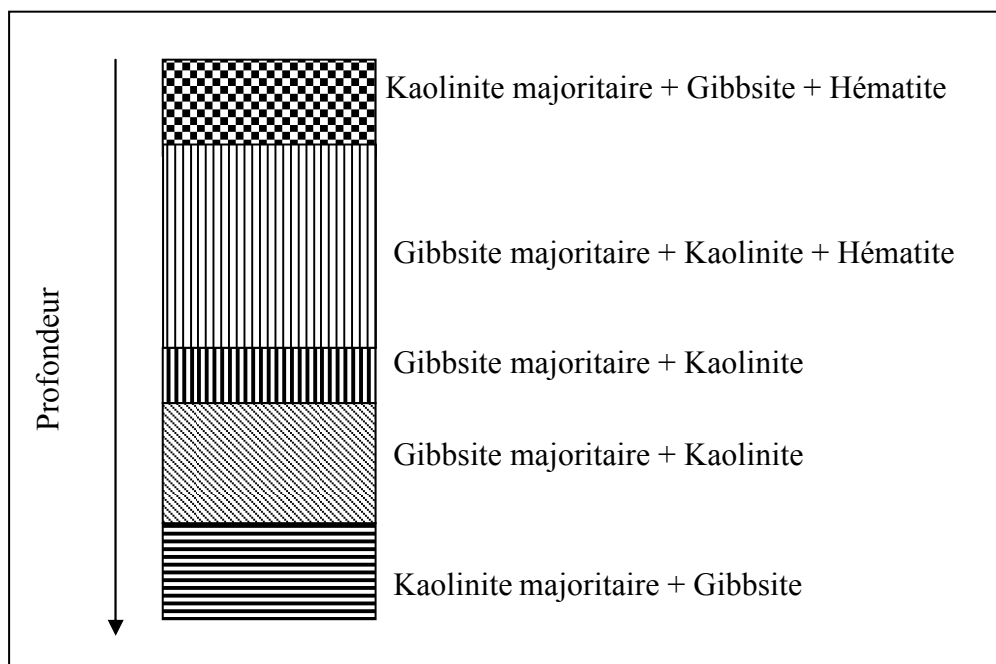 Profondeur
Kaolinite majoritaire + Gibbsite + Hématite
Gibbsite majoritaire + Kaolinite + Hématite
Gibbsite majoritaire + Kaolinite
Gibbsite majoritaire + Kaolinite
Kaolinite majoritaire + Gibbsite